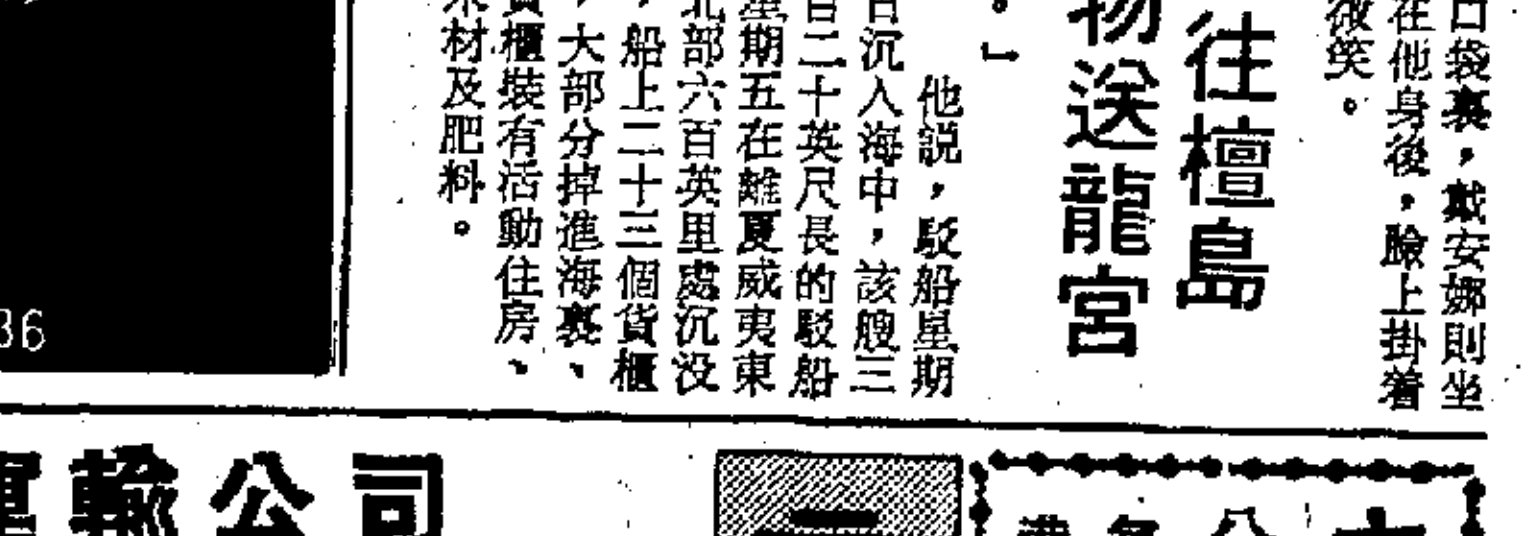 口袋裏，戴安娜則坐
在他身後，臉上掛着
微笑。
往檀島
物送龍宮
。」
他説，駁船星期
日沉入海中，該艘三
百二十英尺長的駁船
星期五在離夏威夷東
北部六百英里處沉没
，船上二十三個貨櫃
，大部分掉進海裏、
貨櫃裝有活動住房、
木材及肥料。
36
運輸公司